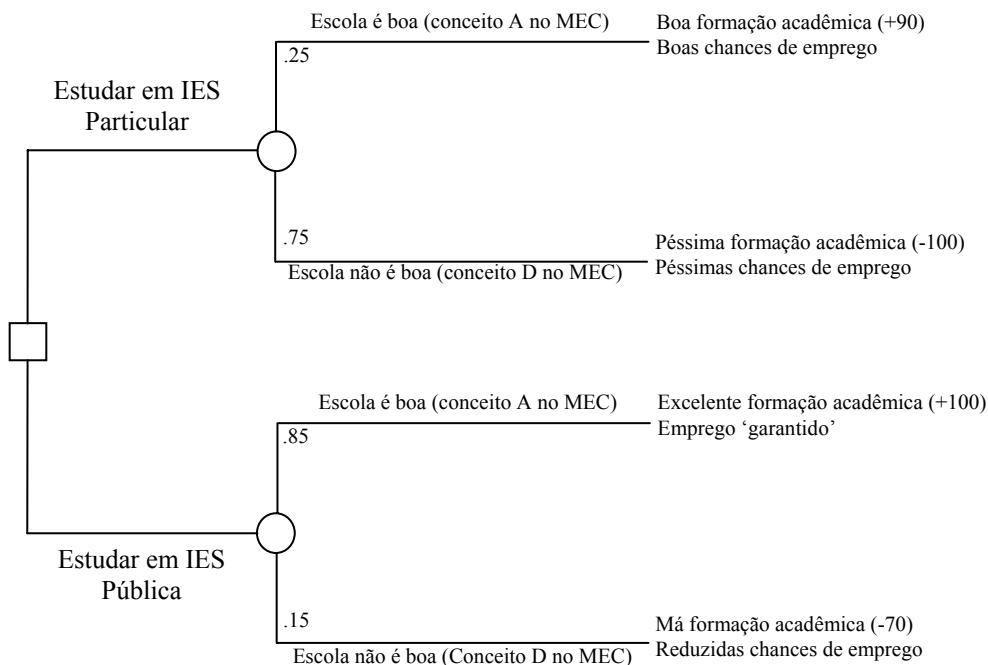 Escola é boa (conceito A no MEC)
Boa formação acadêmica (+90)
Boas chances de emprego
.25
Estudar em IES
Particular
.75
Escola não é boa (conceito D no MEC)
Péssima formação acadêmica (-100)
Péssimas chances de emprego
Escola é boa (conceito A no MEC)
Excelente formação acadêmica (+100)
Emprego ‘garantido’
.85
Estudar em IES
Pública
.15
Escola não é boa (Conceito D no MEC)
Má formação acadêmica (-70)
Reduzidas chances de emprego